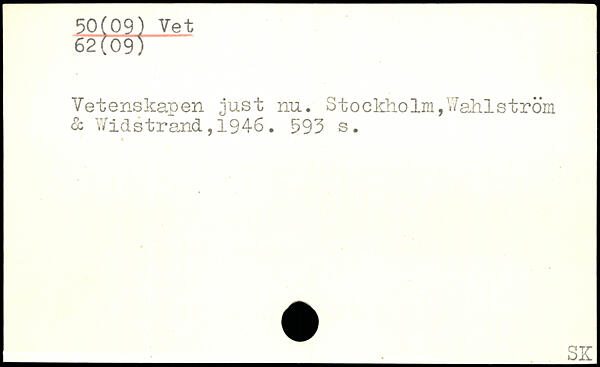 50(09) Vet
62(09)
Vetenskapen just nu. Stockholm,Wahlström
& Widstrand,1946. 593 s.
SK